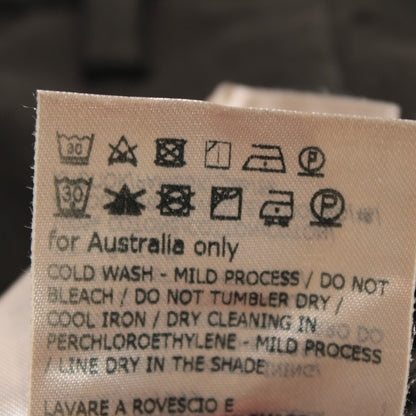 30 P
30 P
for Australia only
COLD WASH - MILD PROCESS / DO NOT
BLEACH / DO NOT TUMBLER DRY /
COOL IRON / DRY CLEANING IN
PERCHLOROETHYLENE - MILD PROCESS
/ LINE DRY IN THE SHADE
LAVARE A ROVESCIO E